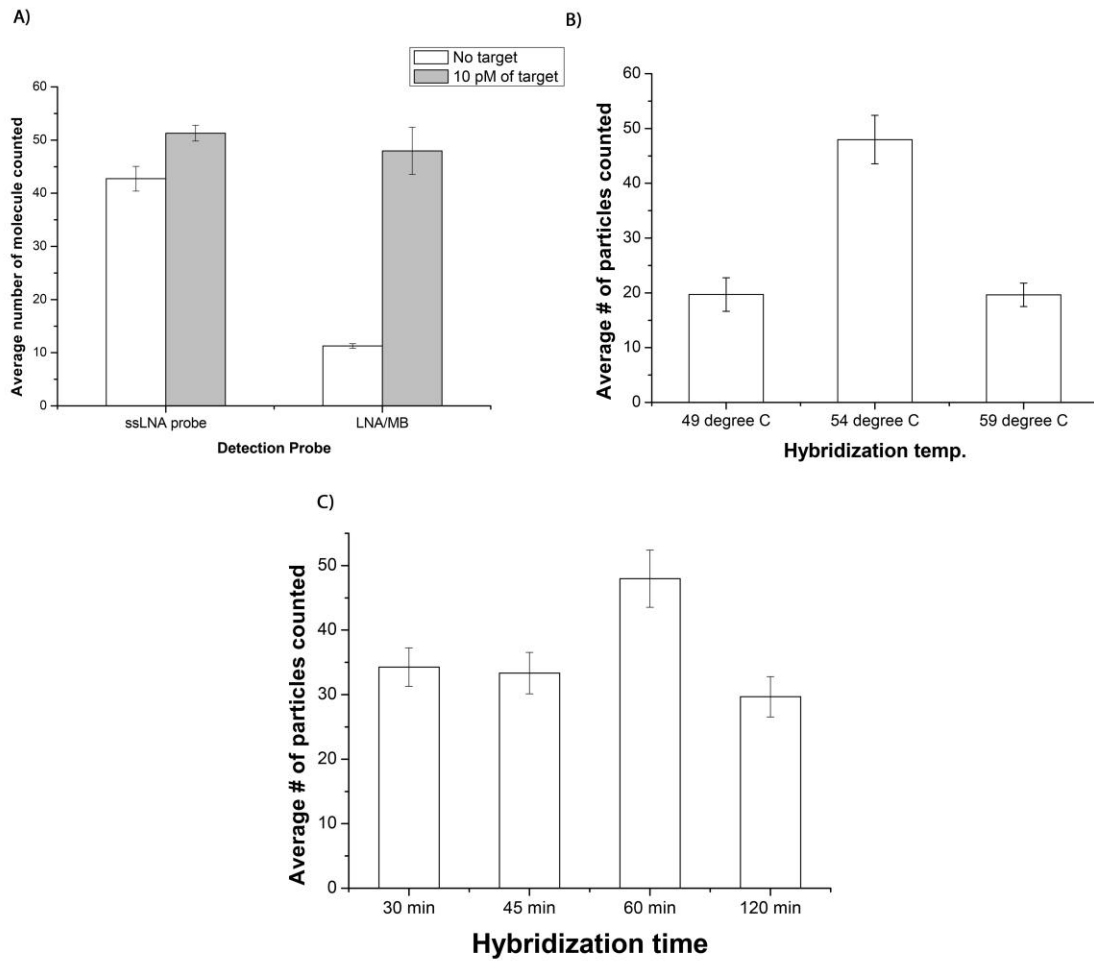 A)
No target
10 pM of target
60
50
40
30
20
10
0
Average number of molecule counted
ssLNA probe
LNA/MB
Detection Probe
B)
60
50
40
30
20
10
0
Average # of particles counted
49 degree C
54 degree C
59 degree C
Hybridization temp.
C)
50
40
30
20
10
0
Average # of particles counted
30 min
45 min
60 min
120 min
Hybridization time